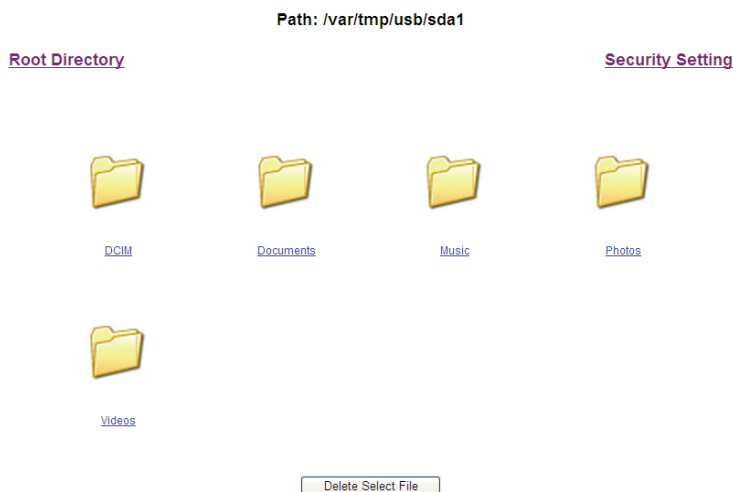 Path: /var/tmp/usb/sda1
Root Directory Security Setting
DCIM Documents Music Photos
Videos
Delete Select File